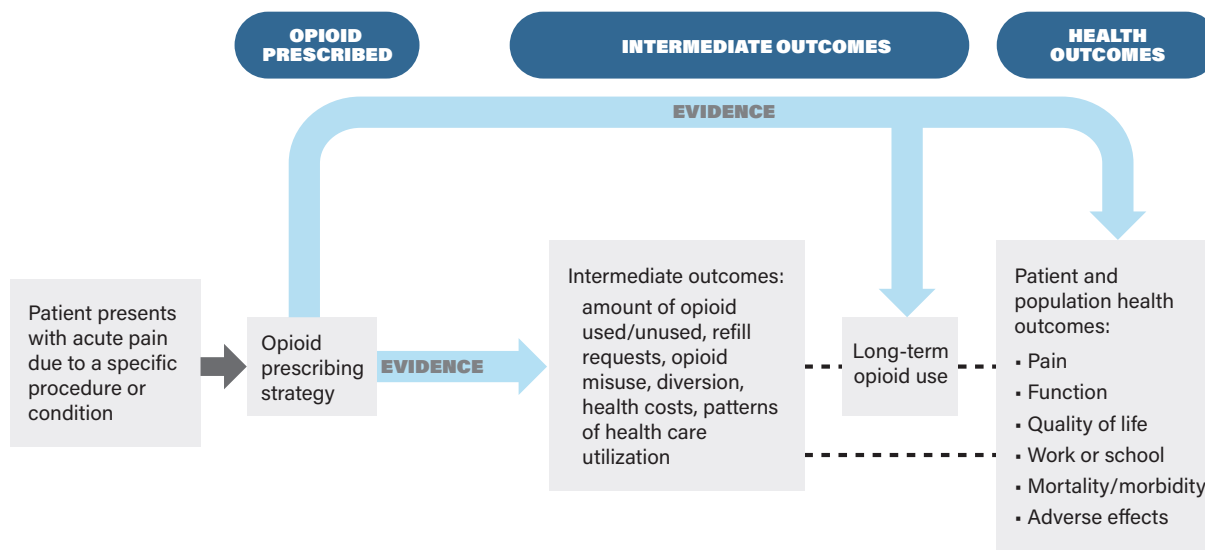 OPIOID
PRESCRIBED
INTERMEDIATE OUTCOMES
HEALTH
OUTCOMES
EVIDENCE
Patient presents
with acute pain
due to a specific
procedure or
condition
Opioid
prescribing
strategy
EVIDENCE
Intermediate outcomes:
amount of opioid
used/unused, refill
requests, opioid
misuse, diversion,
health costs, patterns
of health care
utilization
Long-term
opioid use
Patient and
population health
outcomes:
▪ Pain
▪ Function
▪ Quality of life
▪ Work or school
▪ Mortality/morbidity
▪ Adverse effects